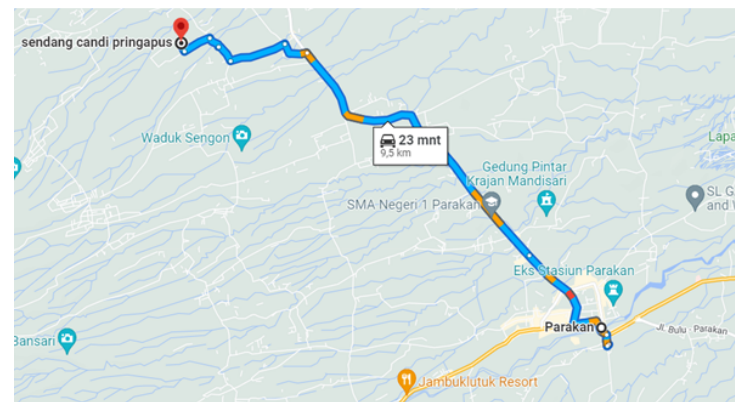 sendang candi pringapus
Waduk Sengon
23 mnt
9,5 km
Gedung Pintar
Krajan Mandisari
SMA Negeri 1 Parakan
Lapa
SL G
and W
Eks Stasiun Parakan
Parakan
JL. Bulu - Parakan
Bansari
Jambuklutuk Resort